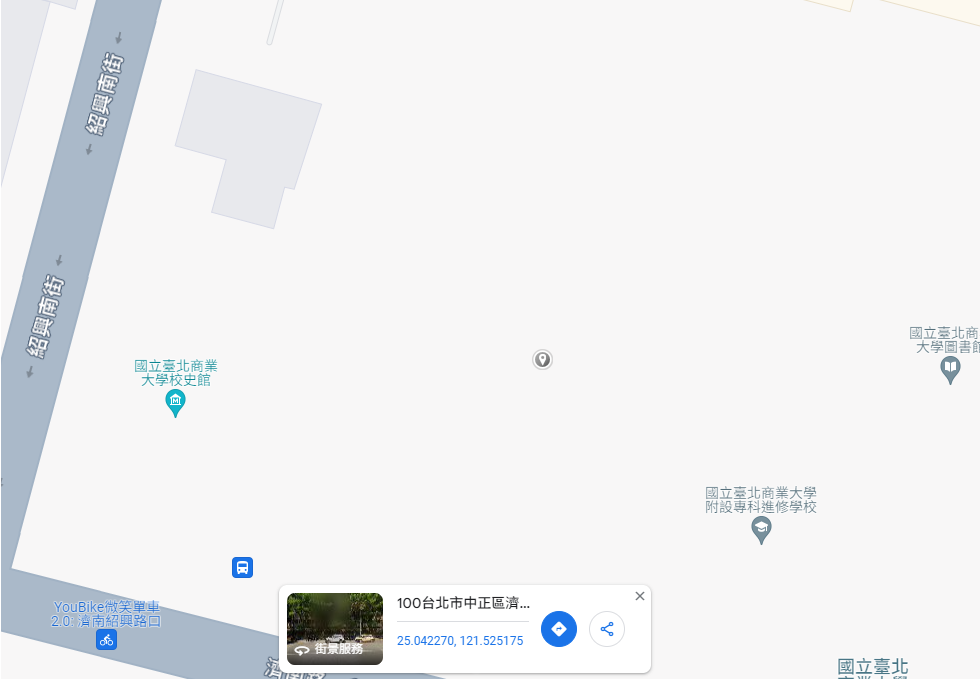 紹興南街
紹興南街
國立臺北商
大學圖書館
國立臺北商業
大學校史館
國立臺北商業大學
附設專科進修學校
YouBike微笑單車
2.0: 濟南紹興路口
100台北市中正區濟...
25.042270, 121.525175
街景服務
國立臺北